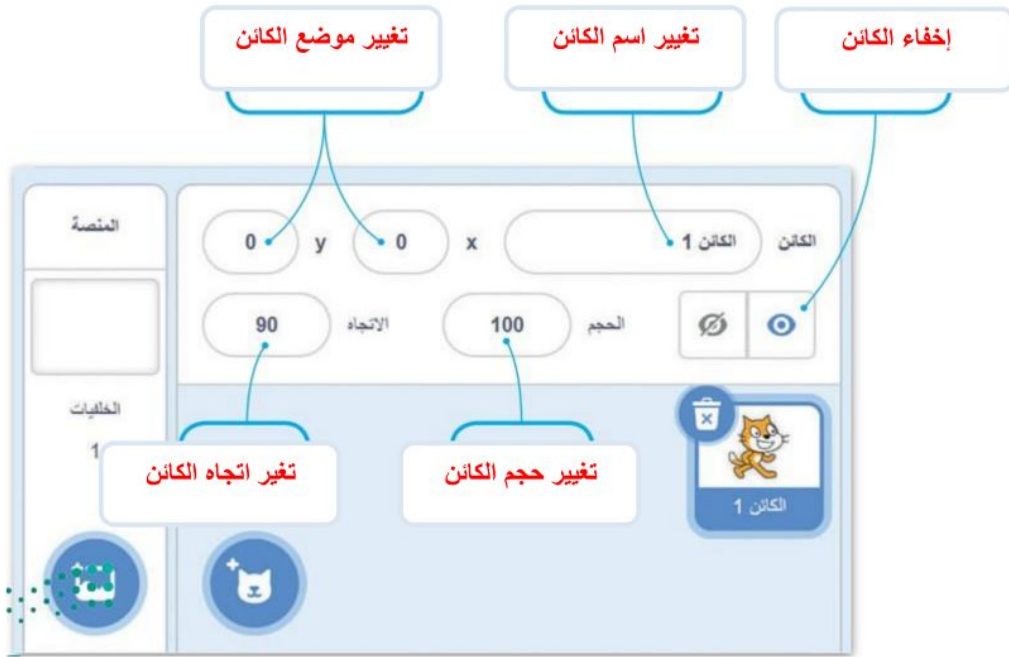 إخفاء الكائن
تغيير اسم الكائن
تغيير موضع الكائن
الكائن
الكائن 1
x
0
y
0
المنصة
الحجم
100
الاتجاه
90
الخلفيات
1
تغيير حجم الكائن
تغير اتجاه الكائن
الكائن 1